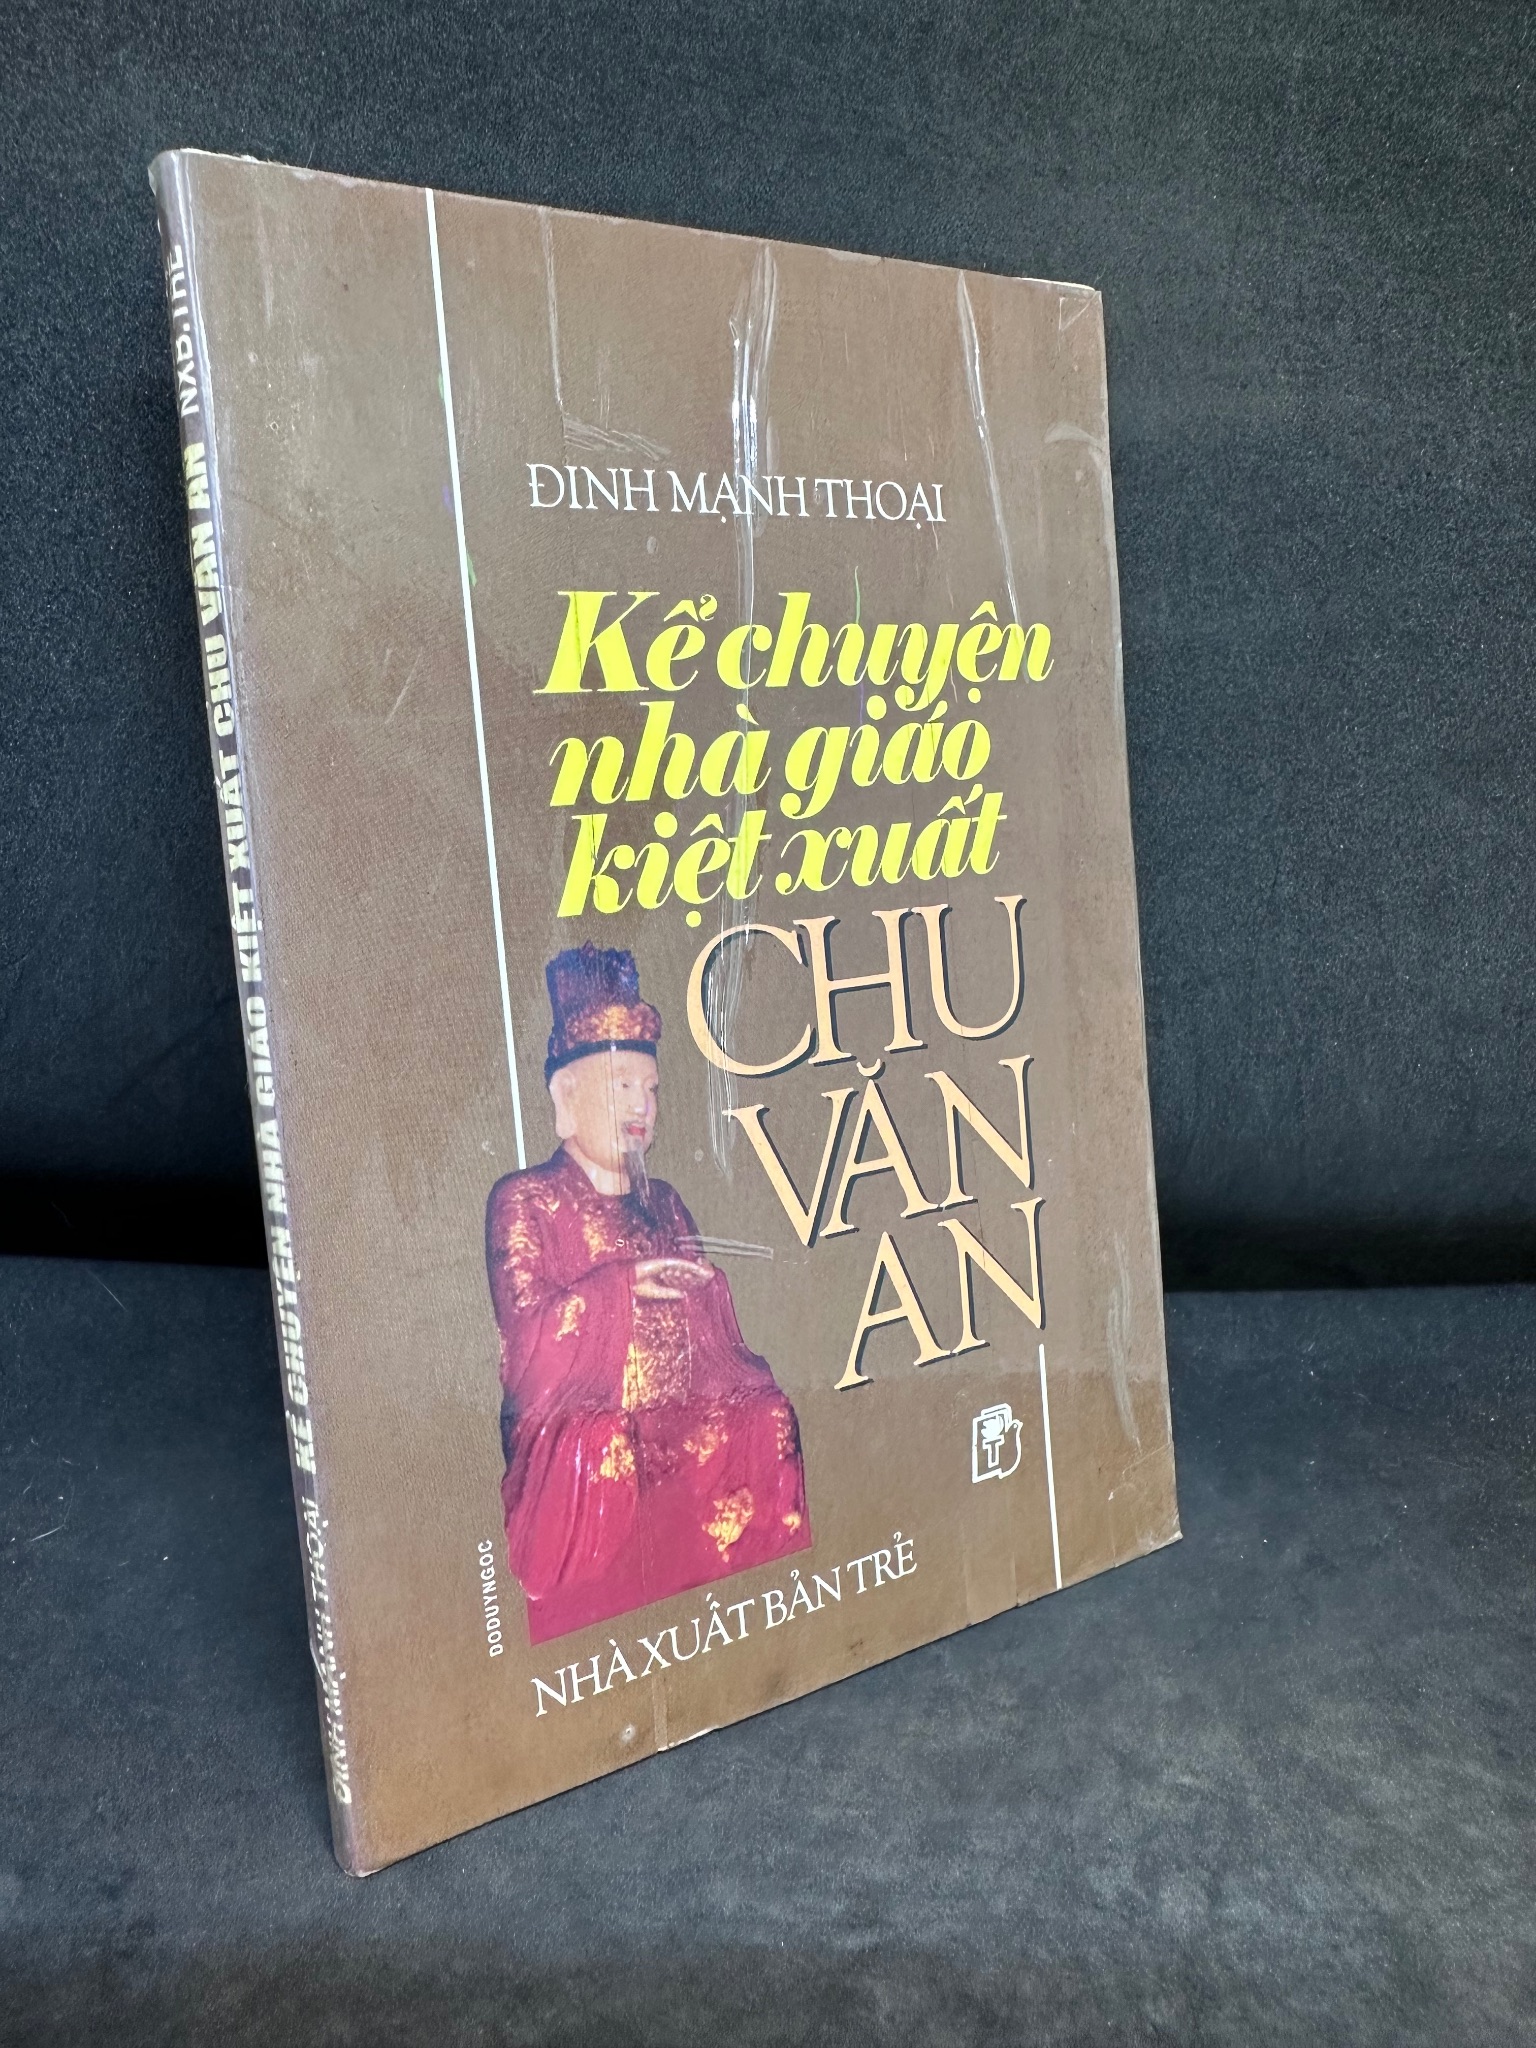 ĐINH MẠNH THOẠI
Kể chuyện
nhà giáo
kiệt xuất
CHU
VĂN
AN
T
DODUYNGOC
NHÀ XUẤT BẢN TRẺ
ĐINH MẠNH THOẠI KỂ CHUYỆN NHÀ GIÁO KIỆT XUẤT CHU VĂN AN NXB.TRẺ